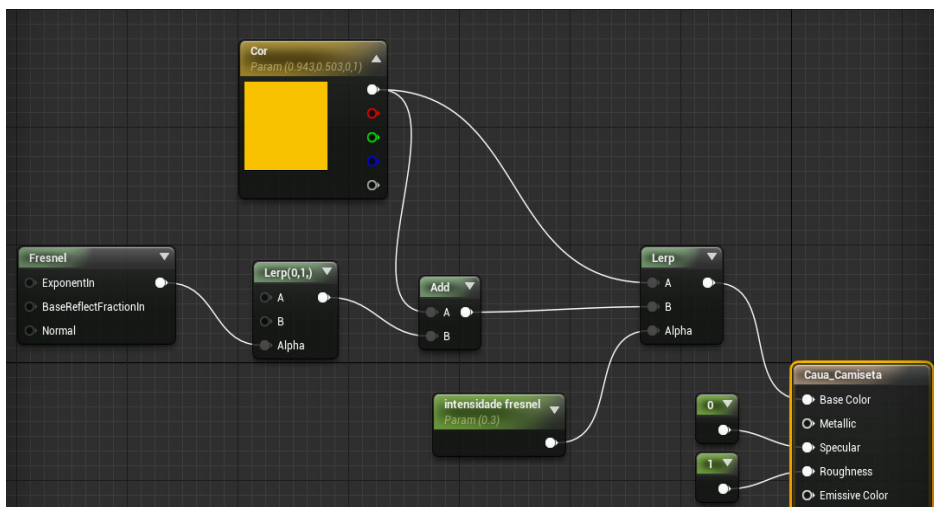 Cor
Param (0.943,0.503,0,1)
Fresnel
ExponentIn
BaseReflectFractionIn
Normal
Lerp(0,1,)
A
B
Alpha
Add
A
B
Lerp
A
B
Alpha
intensidade fresnel
Param (0.3)
0
1
Caua_Camiseta
Base Color
Metallic
Specular
Roughness
Emissive Color